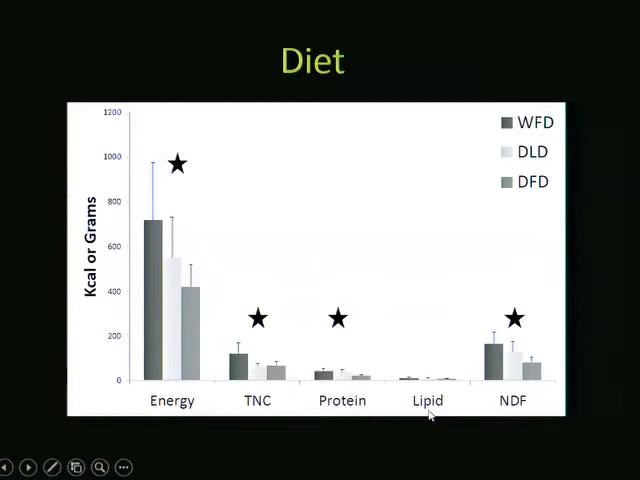 Diet
1200
1000
800
600
400
200
0
Kcal or Grams
WFD
DLD
DFD
Energy TNC Protein Lipid NDF